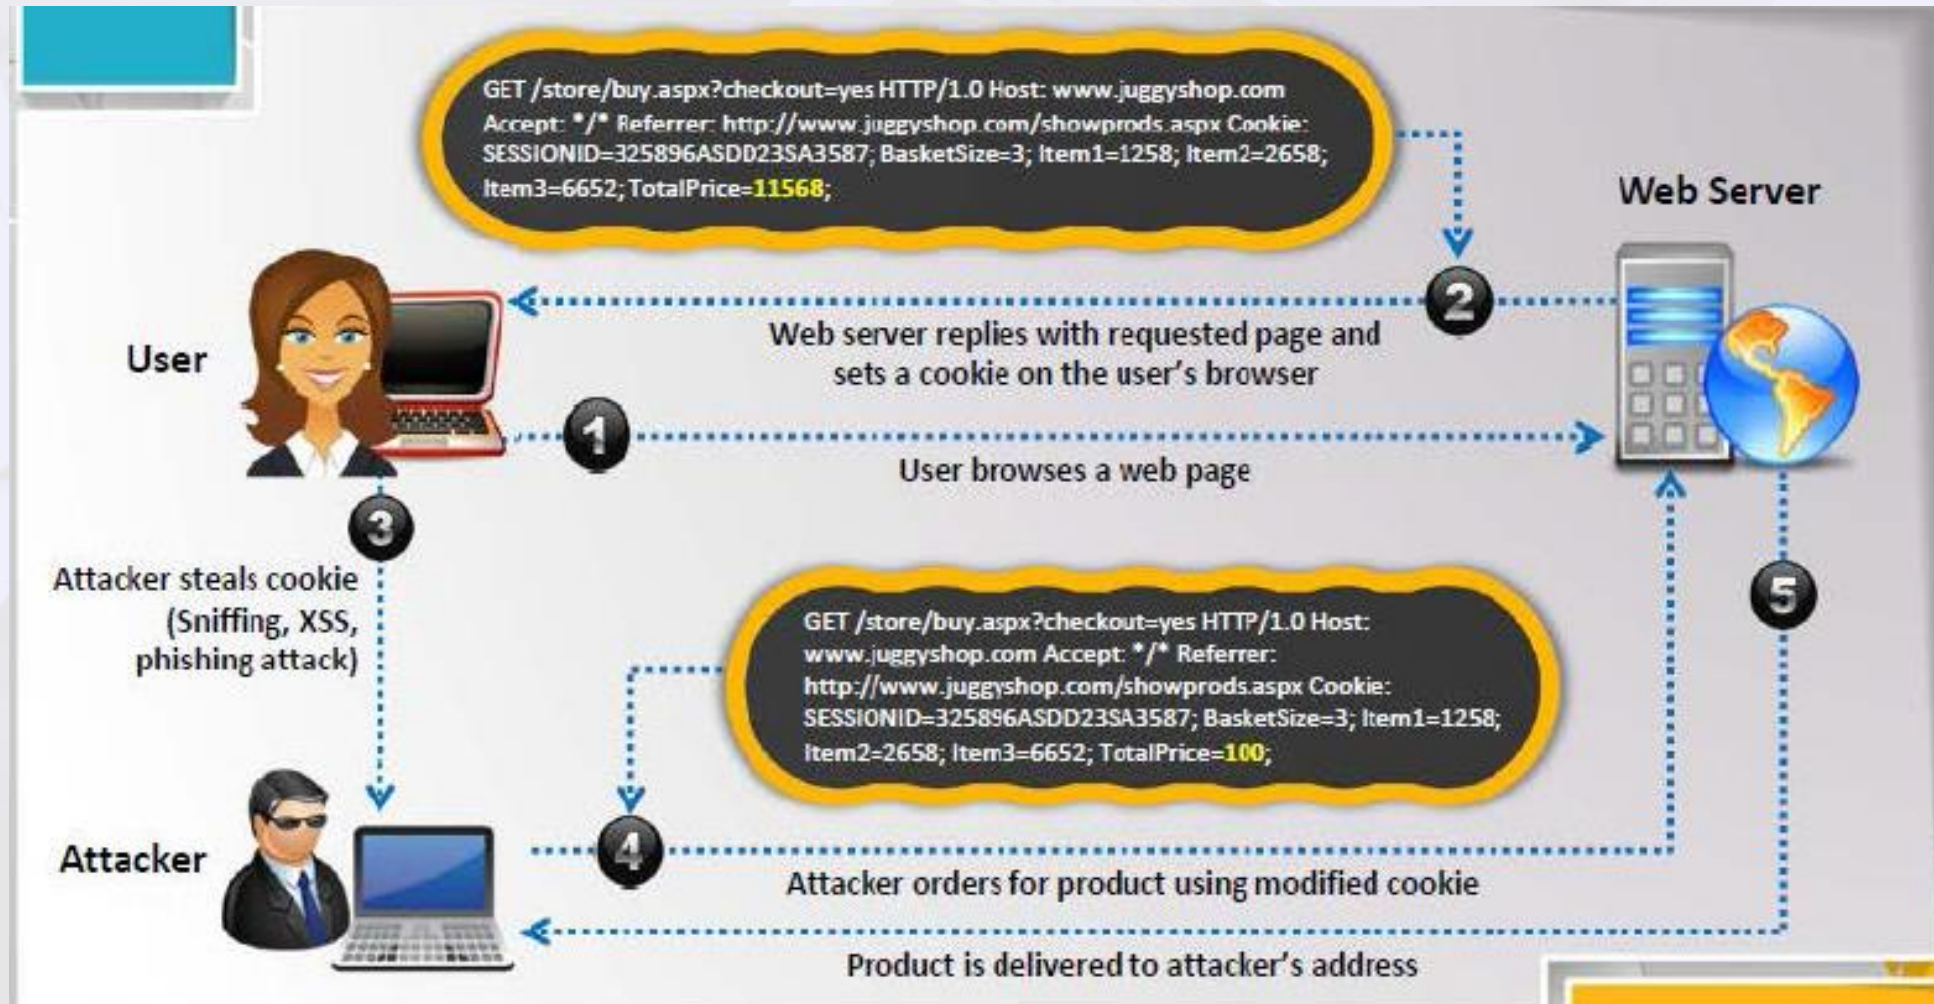 GET /store/buy.aspx?checkout=yes HTTP/1.0 Host: www.juggyshop.com
Accept: */* Referrer: http://www.juggyshop.com/showprods.aspx Cookie:
SESSIONID=325896ASDD23SA3587; BasketSize=3; Item1=1258; Item2=2658;
Item3=6652; TotalPrice=11568;
Web Server
2
Web server replies with requested page and
sets a cookie on the user's browser
User
1
User browses a web page
3
Attacker steals cookie
(Sniffing, XSS,
phishing attack)
5
GET /store/buy.aspx?checkout=yes HTTP/1.0 Host:
www.juggyshop.com Accept: */* Referrer:
http://www.juggyshop.com/showprods.aspx Cookie:
SESSIONID=325896ASDD23SA3587; BasketSize=3; Item1=1258;
Item2=2658; Item3=6652; TotalPrice=100;
Attacker
4
Attacker orders for product using modified cookie
Product is delivered to attacker's address